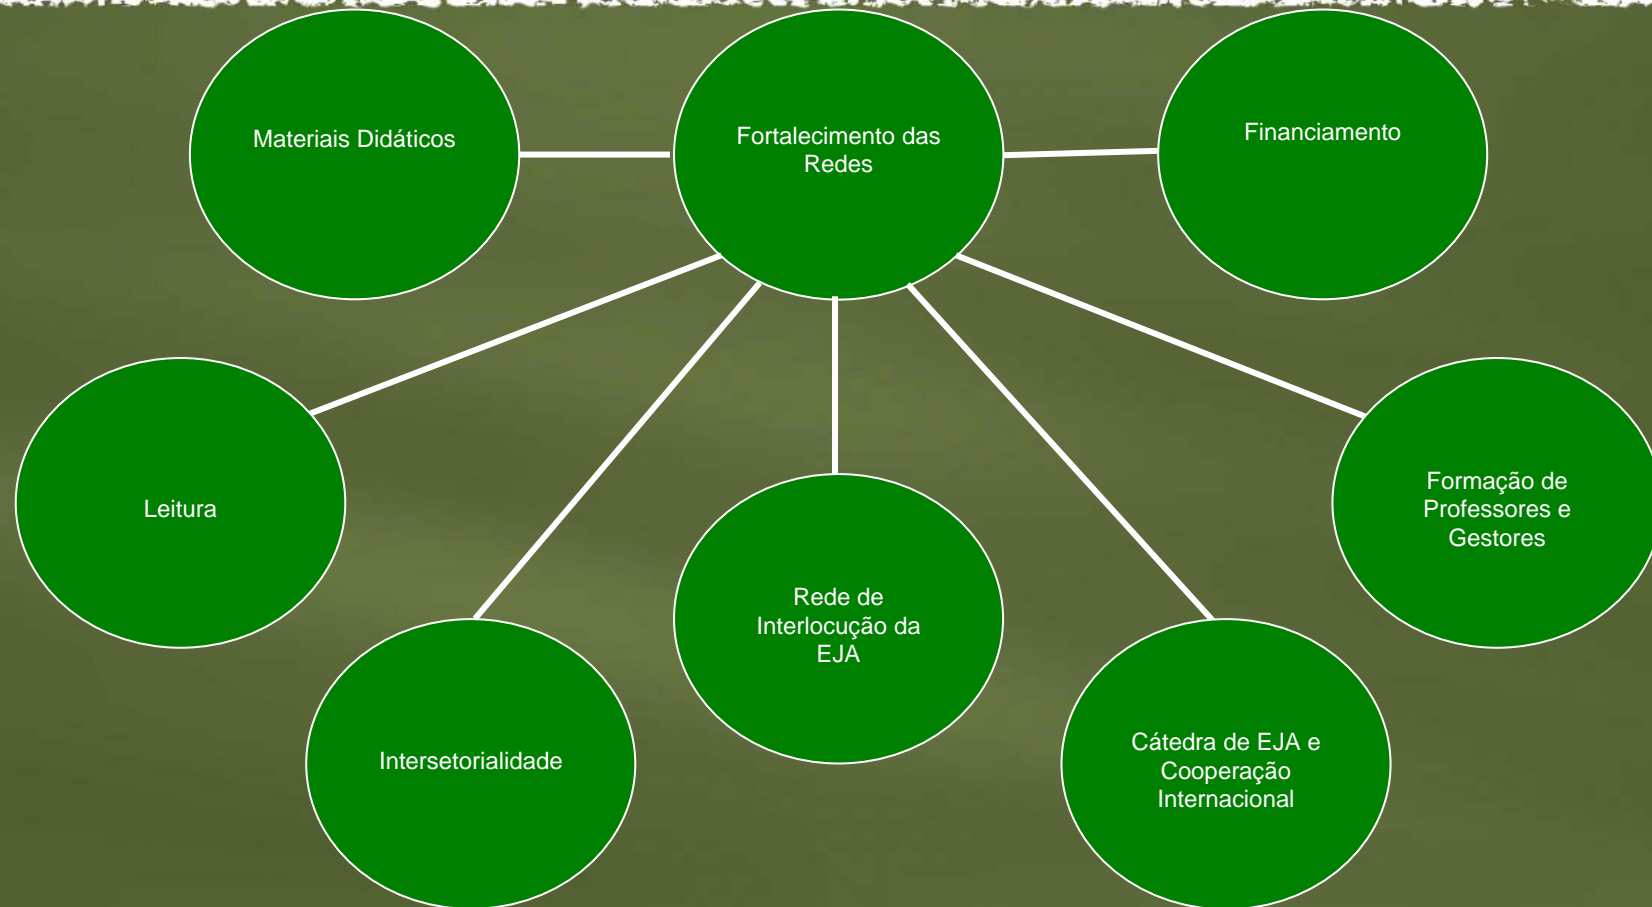 Materiais Didáticos
Fortalecimento das
Redes
Financiamento
Leitura
Formação de
Professores e
Gestores
Rede de
Interlocução da
EJA
Intersetorialidade
Cátedra de EJA e
Cooperação
Internacional